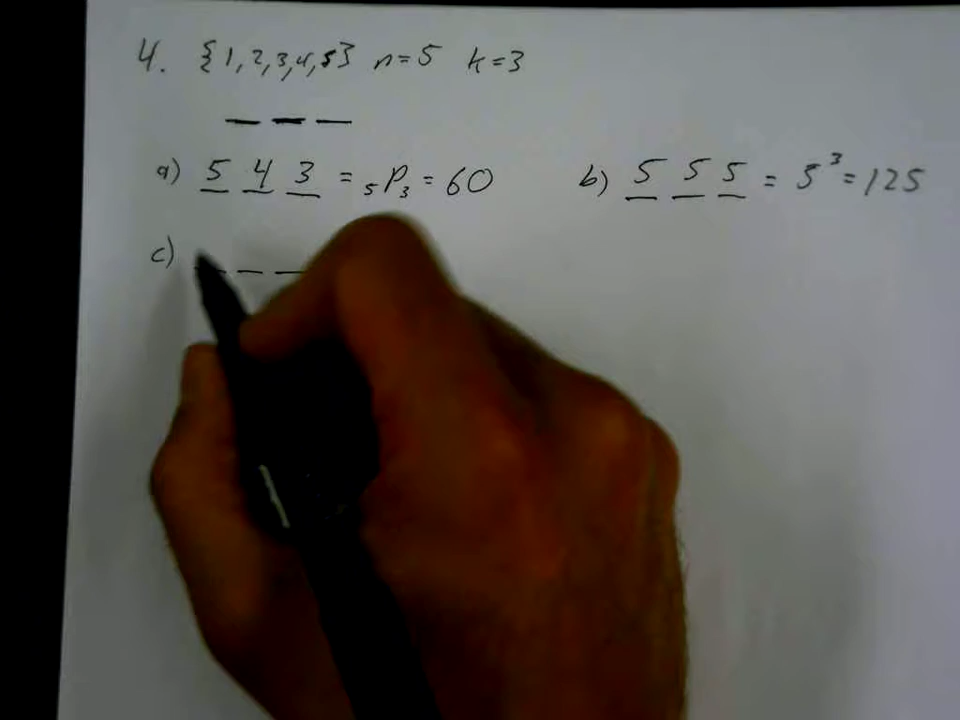 4. {1,2,3,4,5} n=5 k=3
_ _ _
a) 5 4 3 = ₅P₃ = 60
b) 5 5 5 = 5³ = 125
c) _ _ _